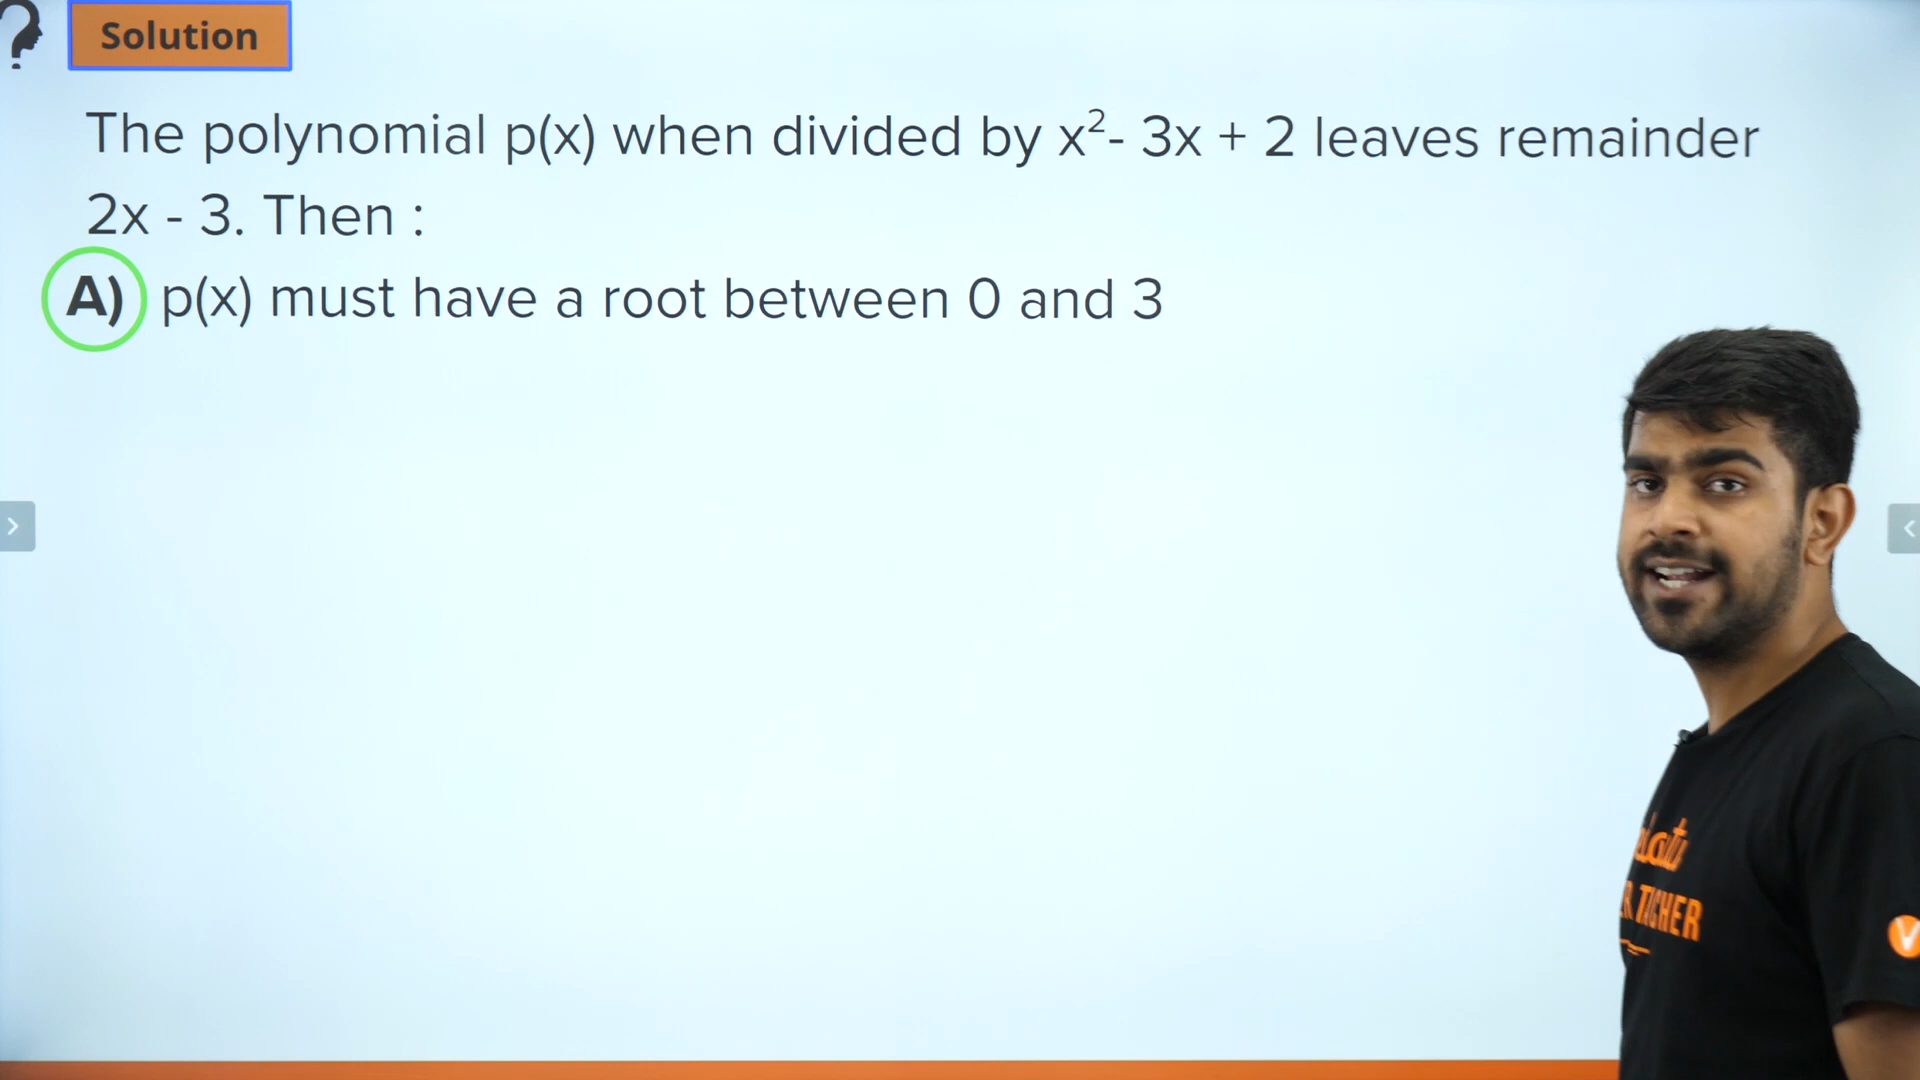 Solution
The polynomial p(x) when divided by x²- 3x + 2 leaves remainder
2x - 3. Then :
A) p(x) must have a root between 0 and 3
V